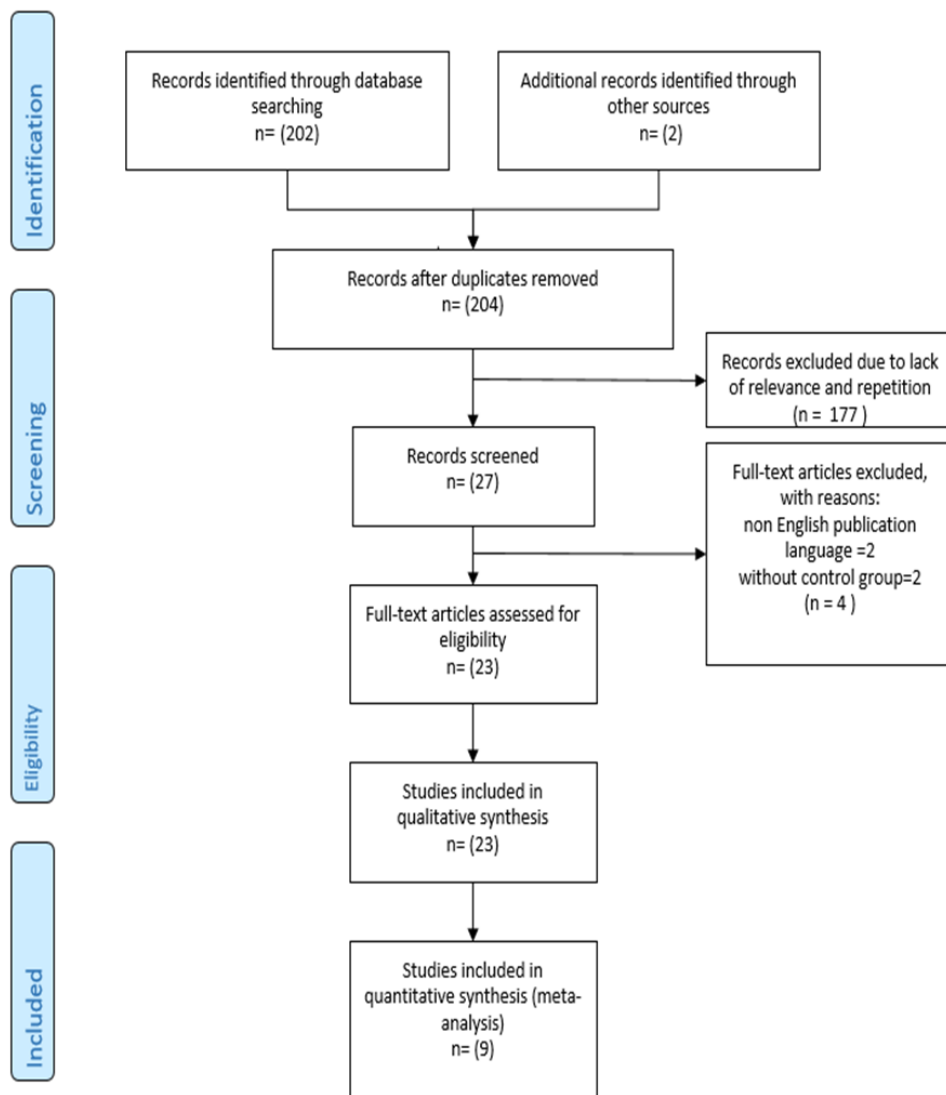 Identification
Records identified through database
searching
n= (202)
Additional records identified through
other sources
n= (2)
Records after duplicates removed
n= (204)
Screening
Records excluded due to lack
of relevance and repetition
(n = 177 )
Records screened
n= (27)
Full-text articles excluded,
with reasons:
non English publication
language =2
without control group=2
(n = 4 )
Eligibility
Full-text articles assessed for
eligibility
n= (23)
Studies included in
qualitative synthesis
n= (23)
Included
Studies included in
quantitative synthesis (meta-
analysis)
n= (9)